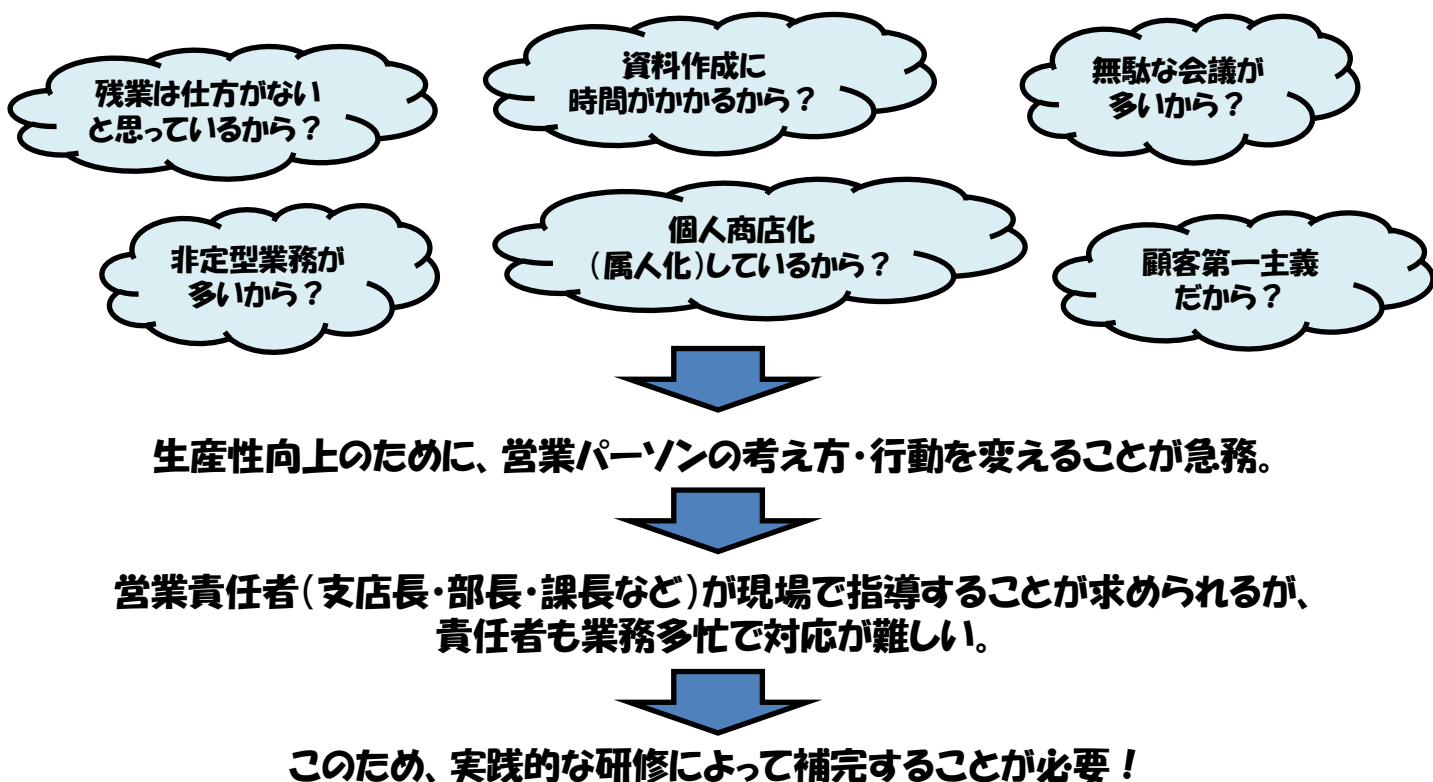 残業は仕方がない
と思っているから？
資料作成に
時間がかかるから？
無駄な会議が
多いから？
非定型業務が
多いから？
個人商店化
（属人化）しているから？
顧客第一主義
だから？
生産性向上のために、営業パーソンの考え方・行動を変えることが急務。
営業責任者（支店長・部長・課長など）が現場で指導することが求められるが、
責任者も業務多忙で対応が難しい。
このため、実践的な研修によって補完することが必要！